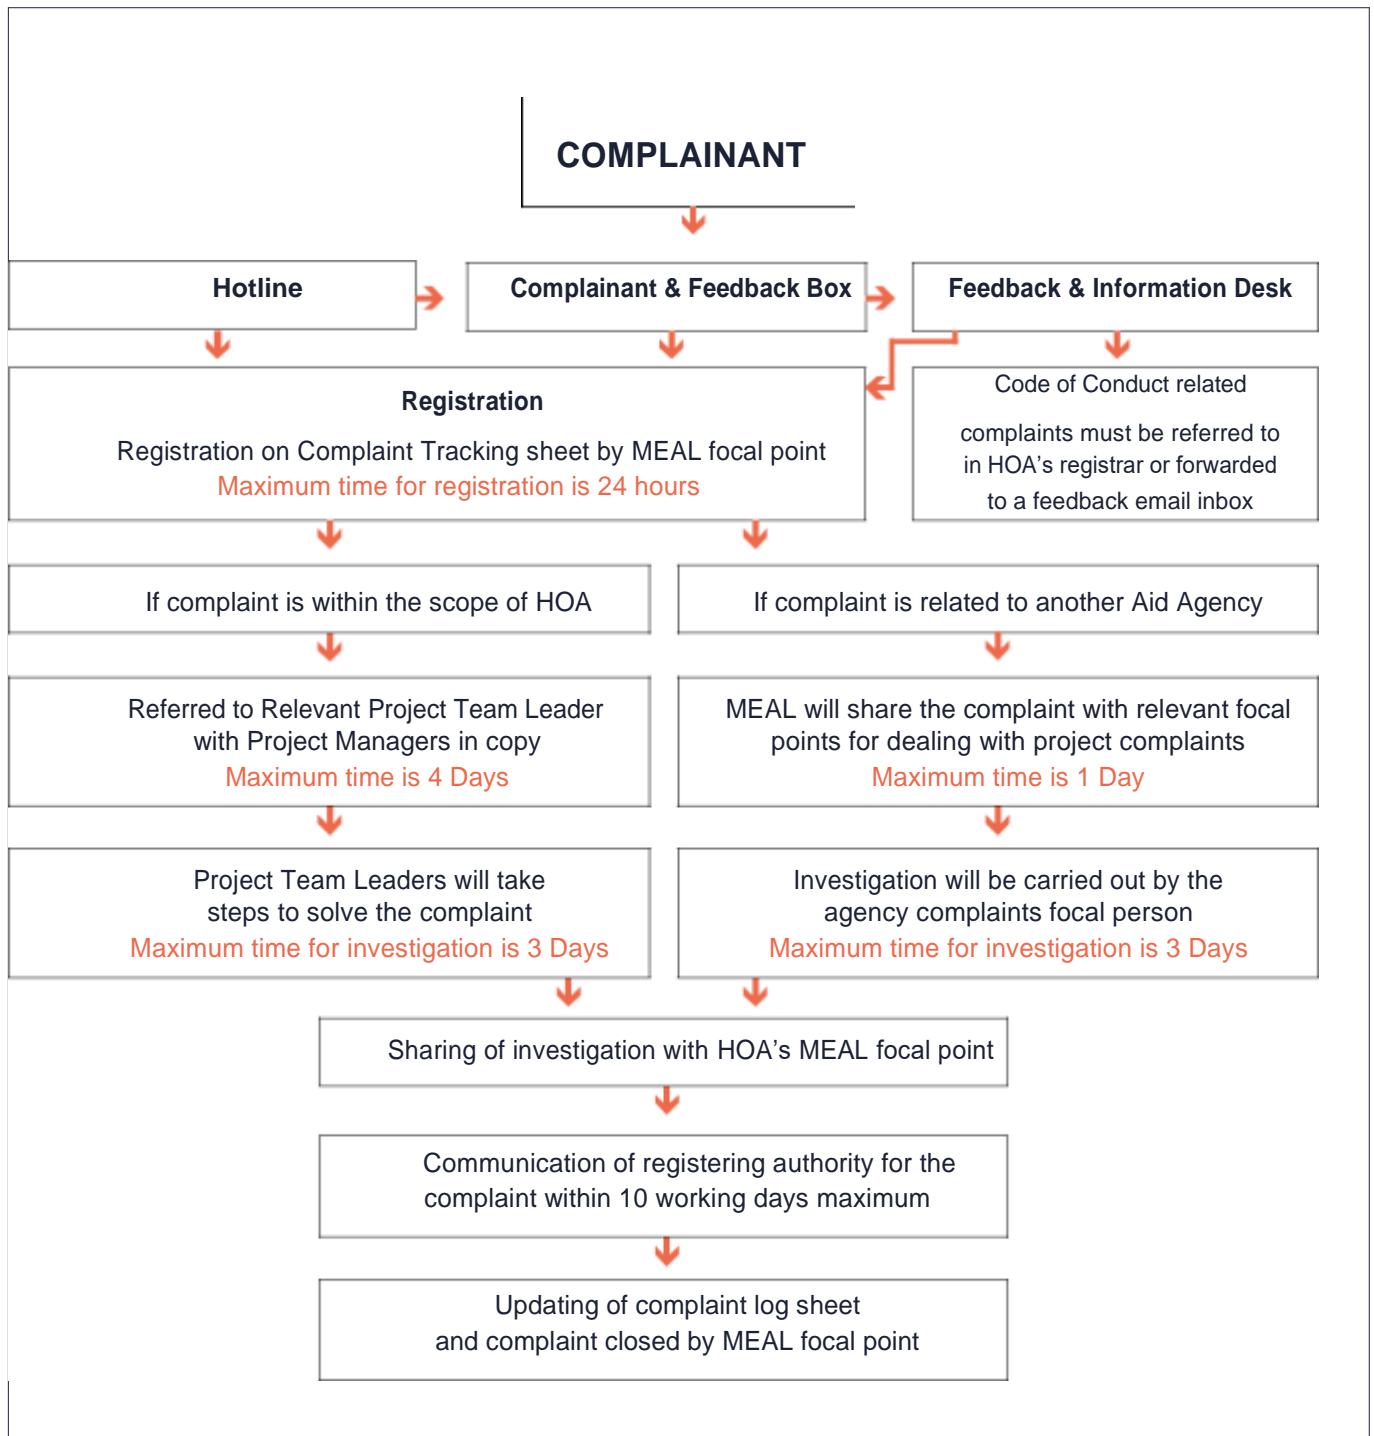 COMPLAINANT
Hotline
Complainant & Feedback Box
Feedback & Information Desk
Registration
Registration on Complaint Tracking sheet by MEAL focal point
Maximum time for registration is 24 hours
Code of Conduct related
complaints must be referred to
in HOA’s registrar or forwarded
to a feedback email inbox
If complaint is within the scope of HOA
If complaint is related to another Aid Agency
Referred to Relevant Project Team Leader
with Project Managers in copy
Maximum time is 4 Days
MEAL will share the complaint with relevant focal
points for dealing with project complaints
Maximum time is 1 Day
Project Team Leaders will take
steps to solve the complaint
Maximum time for investigation is 3 Days
Investigation will be carried out by the
agency complaints focal person
Maximum time for investigation is 3 Days
Sharing of investigation with HOA’s MEAL focal point
Communication of registering authority for the
complaint within 10 working days maximum
Updating of complaint log sheet
and complaint closed by MEAL focal point